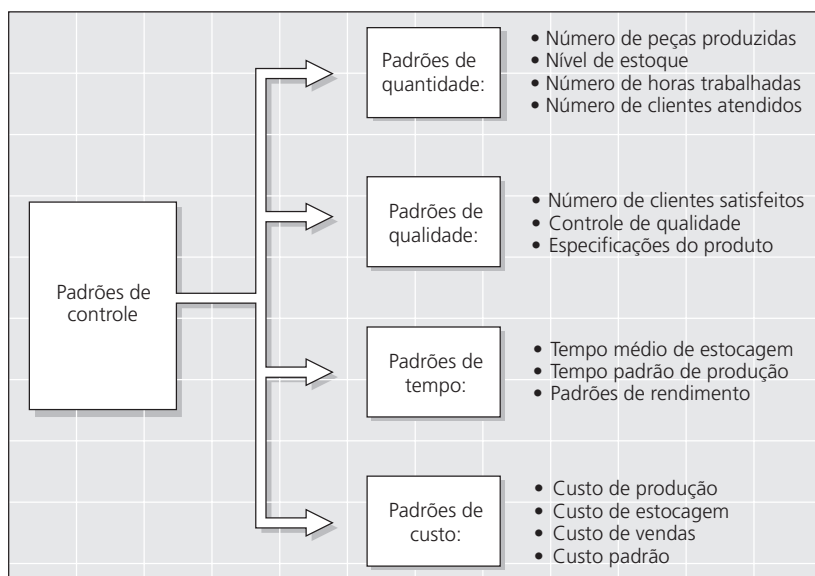 Padrões de
controle
Padrões de
quantidade:
• Número de peças produzidas
• Nível de estoque
• Número de horas trabalhadas
• Número de clientes atendidos
Padrões de
qualidade:
• Número de clientes satisfeitos
• Controle de qualidade
• Especificações do produto
Padrões de
tempo:
• Tempo médio de estocagem
• Tempo padrão de produção
• Padrões de rendimento
Padrões de
custo:
• Custo de produção
• Custo de estocagem
• Custo de vendas
• Custo padrão